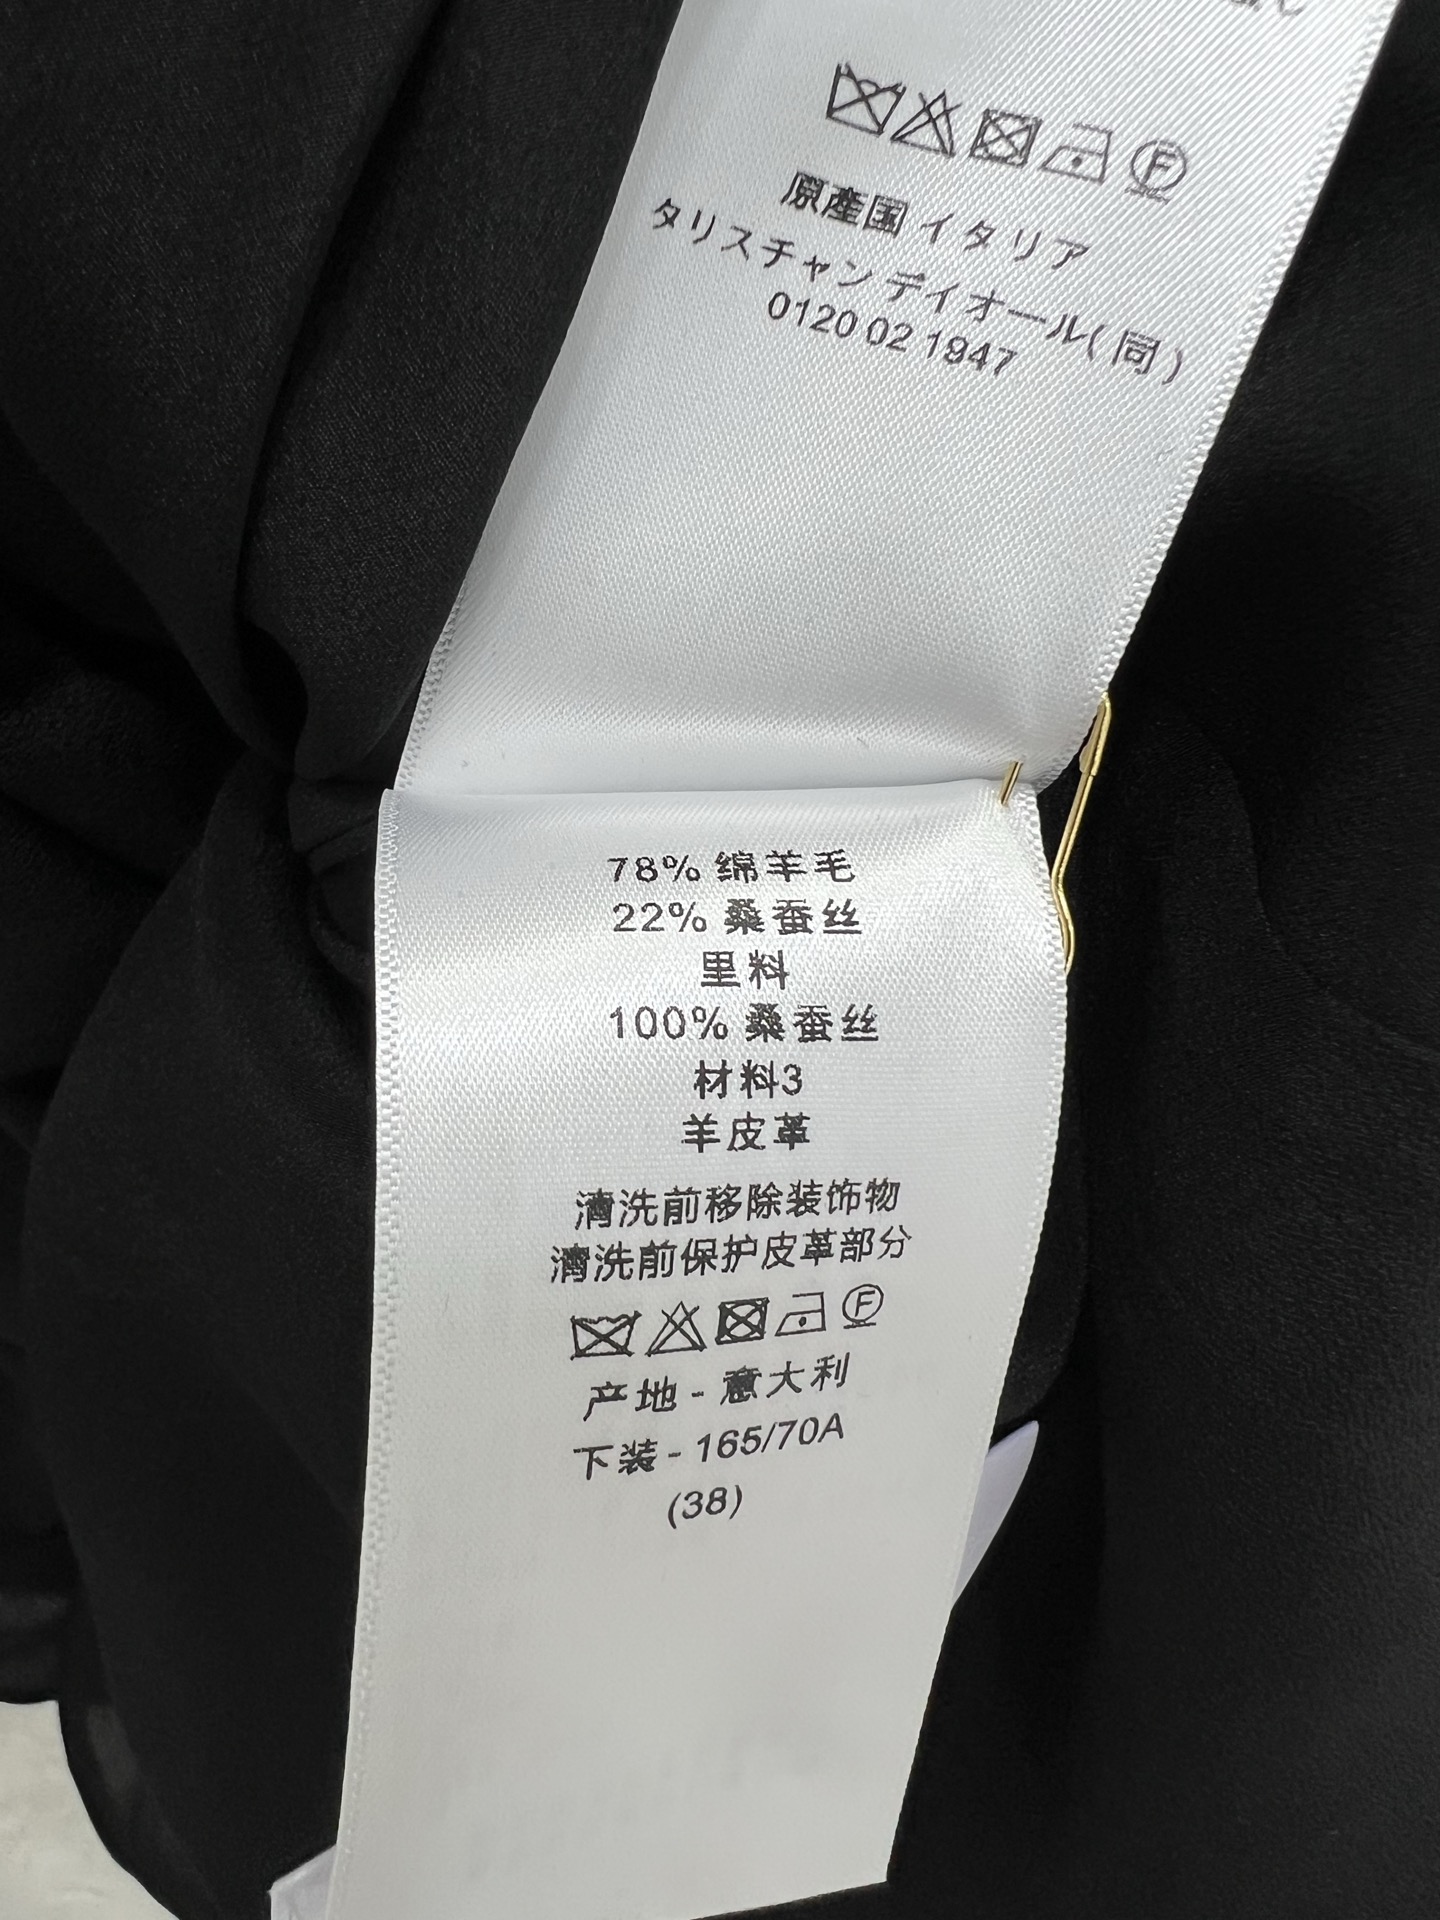 原産国 イタリア
タリスチャン ディオール(同)
0120 02 1947
78% 绵羊毛
22% 桑蚕丝
里料
100% 桑蚕丝
材料3
羊皮革
清洗前移除装饰物
清洗前保护皮革部分
F
产地 - 意大利
下装 - 165/70A
(38)